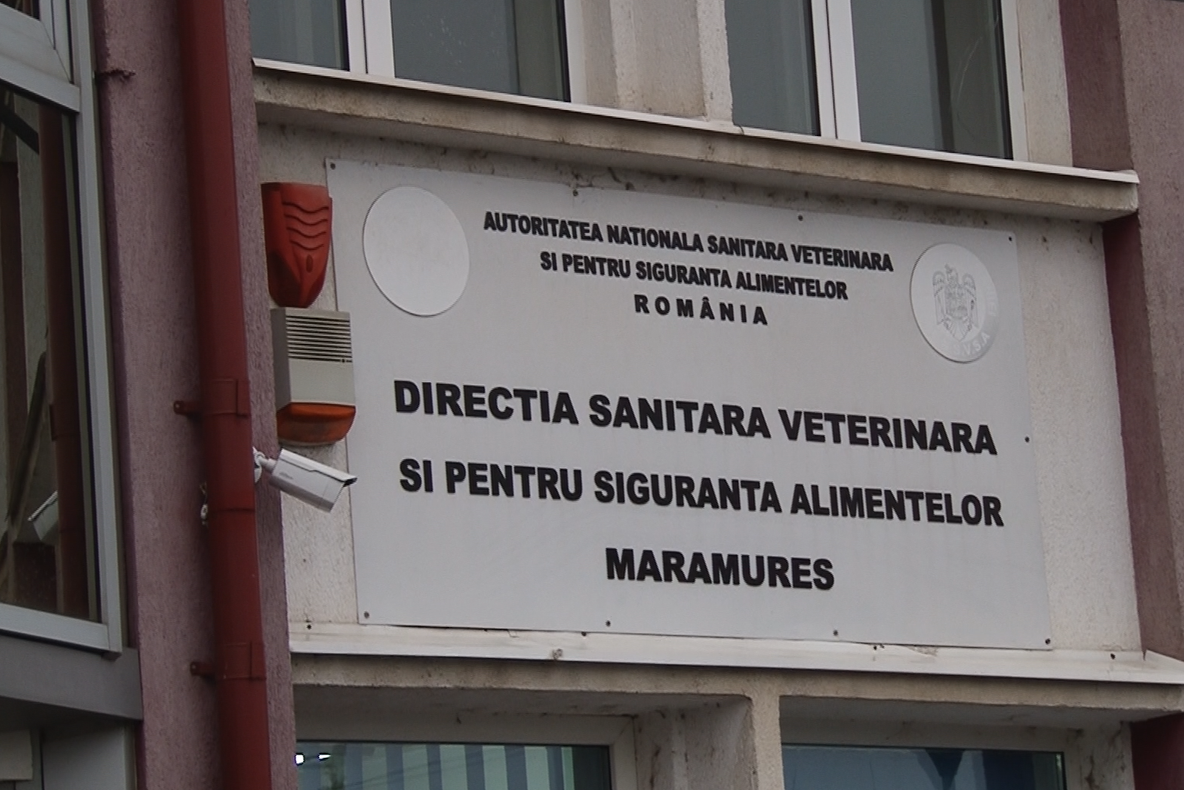 AUTORITATEA NATIONALA SANITARA VETERINARA
SI PENTRU SIGURANTA ALIMENTELOR
ROMÂNIA
DIRECTIA SANITARA VETERINARA
SI PENTRU SIGURANTA ALIMENTELOR
MARAMURES